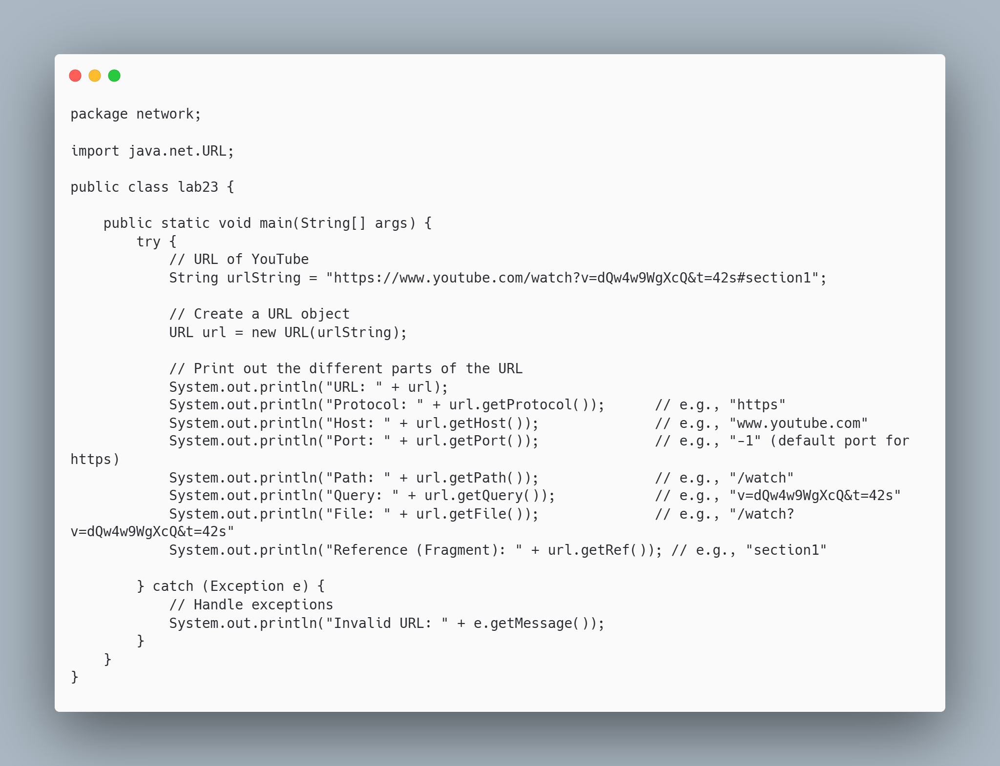 package network;

import java.net.URL;

public class lab23 {

    public static void main(String[] args) {
        try {
            // URL of YouTube
            String urlString = "https://www.youtube.com/watch?v=dQw4w9WgXcQ&t=42s#section1";

            // Create a URL object
            URL url = new URL(urlString);

            // Print out the different parts of the URL
            System.out.println("URL: " + url);
            System.out.println("Protocol: " + url.getProtocol());      // e.g., "https"
            System.out.println("Host: " + url.getHost());              // e.g., "www.youtube.com"
            System.out.println("Port: " + url.getPort());              // e.g., "-1" (default port for
https)
            System.out.println("Path: " + url.getPath());              // e.g., "/watch"
            System.out.println("Query: " + url.getQuery());            // e.g., "v=dQw4w9WgXcQ&t=42s"
            System.out.println("File: " + url.getFile());              // e.g., "/watch?
v=dQw4w9WgXcQ&t=42s"
            System.out.println("Reference (Fragment): " + url.getRef()); // e.g., "section1"

        } catch (Exception e) {
            // Handle exceptions
            System.out.println("Invalid URL: " + e.getMessage());
        }
    }
}